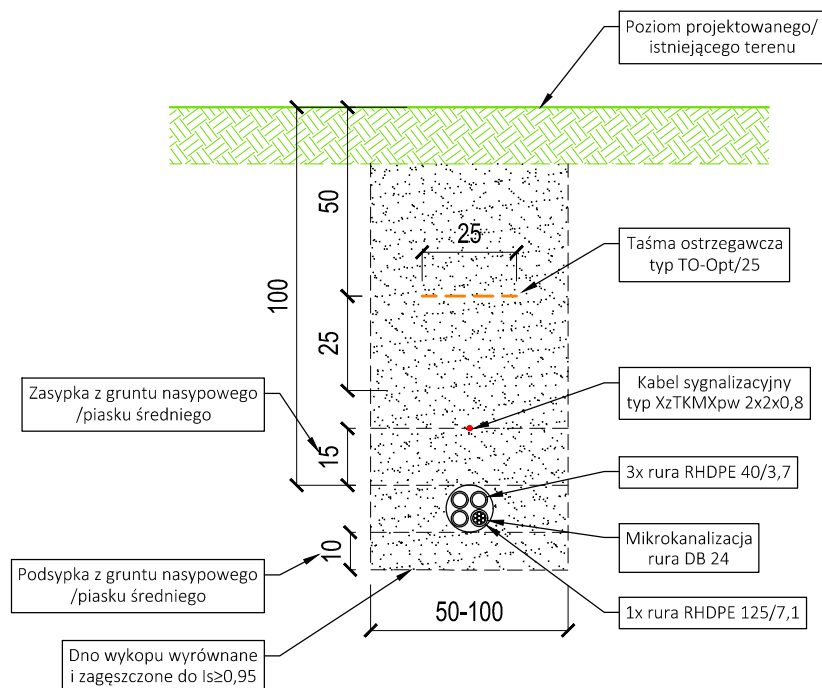 Poziom projektowanego/
istniejącego terenu
50
25
Taśma ostrzegawcza
typ TO-Opt/25
100
25
Kabel sygnalizacyjny
typ XzTKMXpw 2x2x0,8
Zasypka z gruntu nasypowego
/piasku średniego
15
3x rura RHDPE 40/3,7
Mikrokanalizacja
rura DB 24
10
Podsypka z gruntu nasypowego
/piasku średniego
50-100
1x rura RHDPE 125/7,1
Dno wykopu wyrównane
i zagęszczone do Is≥0,95